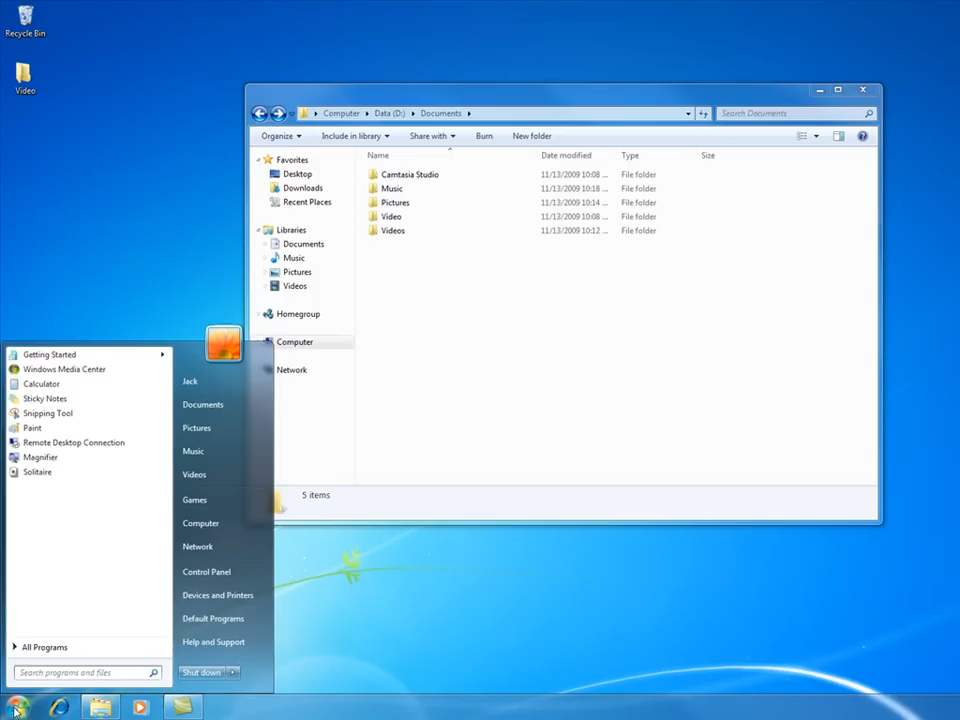 Recycle Bin
Video
Computer Data (D:) Documents
Search Documents
Organize Include in library Share with Burn New folder
Name Date modified Type Size
Favorites
Desktop
Downloads
Recent Places
Libraries
Documents
Music
Pictures
Videos
Homegroup
Computer
Network
Camtasia Studio 11/13/2009 10:08 ... File folder
Music 11/13/2009 10:18 ... File folder
Pictures 11/13/2009 10:14 ... File folder
Video 11/13/2009 10:08 ... File folder
Videos 11/13/2009 10:12 ... File folder
5 items
Getting Started
Windows Media Center
Calculator
Sticky Notes
Snipping Tool
Paint
Remote Desktop Connection
Magnifier
Solitaire
All Programs
Search programs and files
Jack
Documents
Pictures
Music
Videos
Games
Computer
Network
Control Panel
Devices and Printers
Default Programs
Help and Support
Shut down